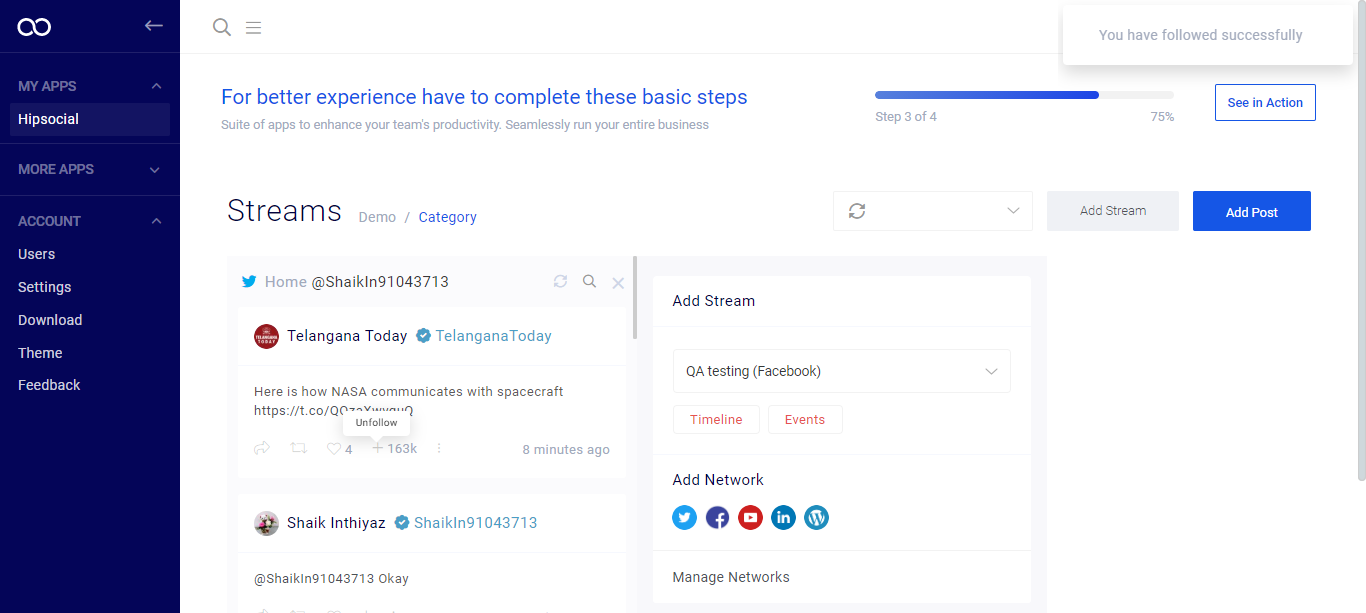 You have followed successfully
MY APPS
Hipsocial
MORE APPS
ACCOUNT
Users
Settings
Download
Theme
Feedback
For better experience have to complete these basic steps
Suite of apps to enhance your team's productivity. Seamlessly run your entire business
Step 3 of 4
75%
See in Action
Streams
Demo / Category
Add Stream
Add Post
Home @ShaikIn91043713
Telangana Today TelanganaToday
Here is how NASA communicates with spacecraft
Unfollow
4
163k
8 minutes ago
Shaik Inthiyaz ShaikIn91043713
@ShaikIn91043713 Okay
Add Stream
QA testing (Facebook)
Timeline
Events
Add Network
Manage Networks